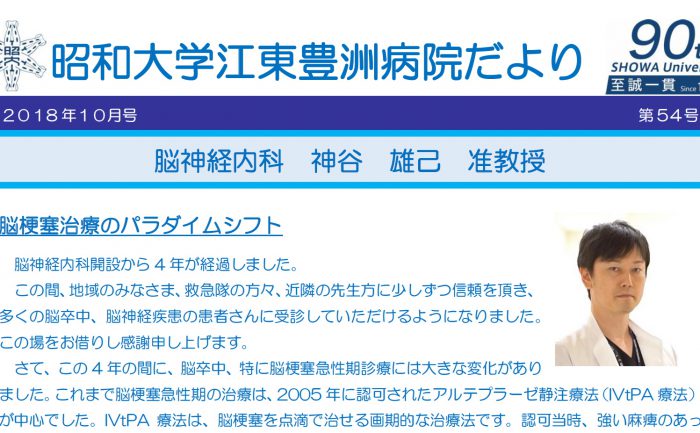 昭和大学江東豊洲病院だより
90t
SHOWA Univer
至誠一貫
Since
2018年10月号
第54号
脳神経内科 神谷 雄己 准教授
脳梗塞治療のパラダイムシフト
脳神経内科開設から4年が経過しました。
この間、地域のみなさま、救急隊の方々、近隣の先生方に少しずつ信頼を頂き、
多くの脳卒中、脳神経疾患の患者さんに受診していただけるようになりました。
この場をお借りし感謝申し上げます。
さて、この4年の間に、脳卒中、特に脳梗塞急性期診療には大きな変化があり
ました。これまで脳梗塞急性期の治療は、2005年に認可されたアルテプラーゼ静注療法（IVtPA療法）
が中心でした。IVtPA 療法は、脳梗塞を点滴で治せる画期的な治療法です。認可当時、強い麻痺のあっ